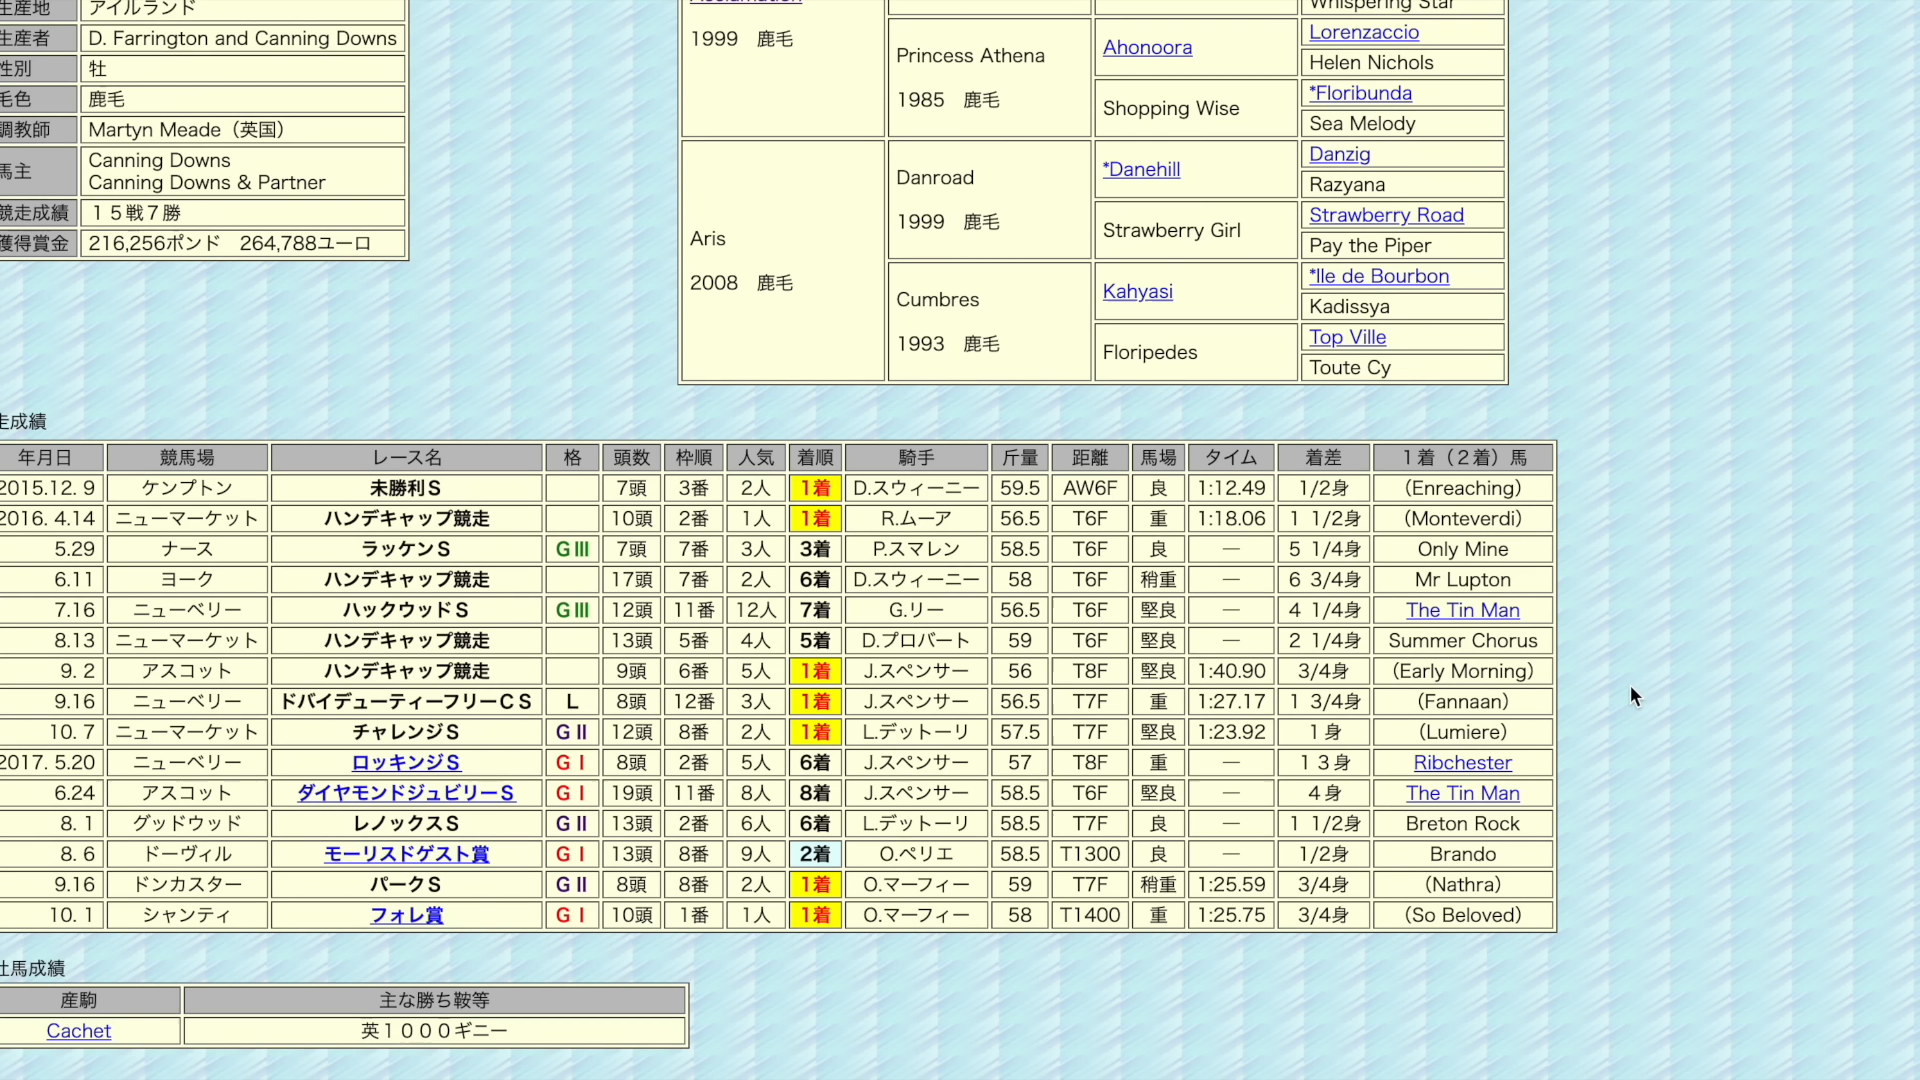 生産地 アイルランド
生産者 D. Farrington and Canning Downs
性別 牡
毛色 鹿毛
調教師 Martyn Meade（英国）
馬主 Canning Downs
Canning Downs & Partner
競走成績 １５戦７勝
獲得賞金 216,256ポンド　264,788ユーロ
Acclamation
1999　鹿毛
Princess Athena
1985　鹿毛
Ahonoora
Shopping Wise
Whispering Star
Lorenzaccio
Helen Nichols
*Floribunda
Sea Melody
Aris
2008　鹿毛
Danroad
1999　鹿毛
Cumbres
1993　鹿毛
*Danehill
Strawberry Girl
Kahyasi
Floripedes
Danzig
Razyana
Strawberry Road
Pay the Piper
*Ile de Bourbon
Kadissya
Top Ville
Toute Cy
走成績
年月日 競馬場 レース名 格 頭数 枠順 人気 着順 騎手 斤量 距離 馬場 タイム 着差 １着（２着）馬
2015.12. 9 ケンプトン 未勝利Ｓ 7頭 3番 2人 1着 D.スウィーニー 59.5 AW6F 良 1:12.49 1/2身 （Enreaching）
2016. 4.14 ニューマーケット ハンデキャップ競走 10頭 2番 1人 1着 R.ムーア 56.5 T6F 重 1:18.06 １ 1/2身 （Monteverdi）
5.29 ナース ラッケンＳ ＧⅢ 7頭 7番 3人 3着 P.スマレン 58.5 T6F 良 ― ５ 1/4身 Only Mine
6.11 ヨーク ハンデキャップ競走 17頭 7番 2人 6着 D.スウィーニー 58 T6F 稍重 ― ６ 3/4身 Mr Lupton
7.16 ニューベリー ハックウッドＳ ＧⅢ 12頭 11番 12人 7着 G.リー 56.5 T6F 堅良 ― ４ 1/4身 The Tin Man
8.13 ニューマーケット ハンデキャップ競走 13頭 5番 4人 5着 D.プロバート 59 T6F 堅良 ― ２ 1/4身 Summer Chorus
9. 2 アスコット ハンデキャップ競走 9頭 6番 5人 1着 J.スペンサー 56 T8F 堅良 1:40.90 3/4身 （Early Morning）
9.16 ニューベリー ドバイデューティーフリーＣＳ Ｌ 8頭 12番 3人 1着 J.スペンサー 56.5 T7F 重 1:27.17 １ 3/4身 （Fannaan）
10. 7 ニューマーケット チャレンジＳ ＧⅡ 12頭 8番 2人 1着 L.デットーリ 57.5 T7F 堅良 1:23.92 １身 （Lumiere）
2017. 5.20 ニューベリー ロッキンジＳ ＧⅠ 8頭 2番 5人 6着 J.スペンサー 57 T8F 重 ― １３身 Ribchester
6.24 アスコット ダイヤモンドジュビリーＳ ＧⅠ 19頭 11番 8人 8着 J.スペンサー 58.5 T6F 堅良 ― ４身 The Tin Man
8. 1 グッドウッド レノックスＳ ＧⅡ 13頭 2番 6人 6着 L.デットーリ 58.5 T7F 良 ― １ 1/2身 Breton Rock
8. 6 ドーヴィル モーリスドゲスト賞 ＧⅠ 13頭 8番 9人 2着 O.ペリエ 58.5 T1300 良 ― 1/2身 Brando
9.16 ドンカスター パークＳ ＧⅡ 8頭 8番 2人 1着 O.マーフィー 59 T7F 稍重 1:25.59 3/4身 （Nathra）
10. 1 シャンティ フォレ賞 ＧⅠ 10頭 1番 1人 1着 O.マーフィー 58 T1400 重 1:25.75 3/4身 （So Beloved）
牡馬成績
産駒 主な勝ち鞍等
Cachet 英１０００ギニー